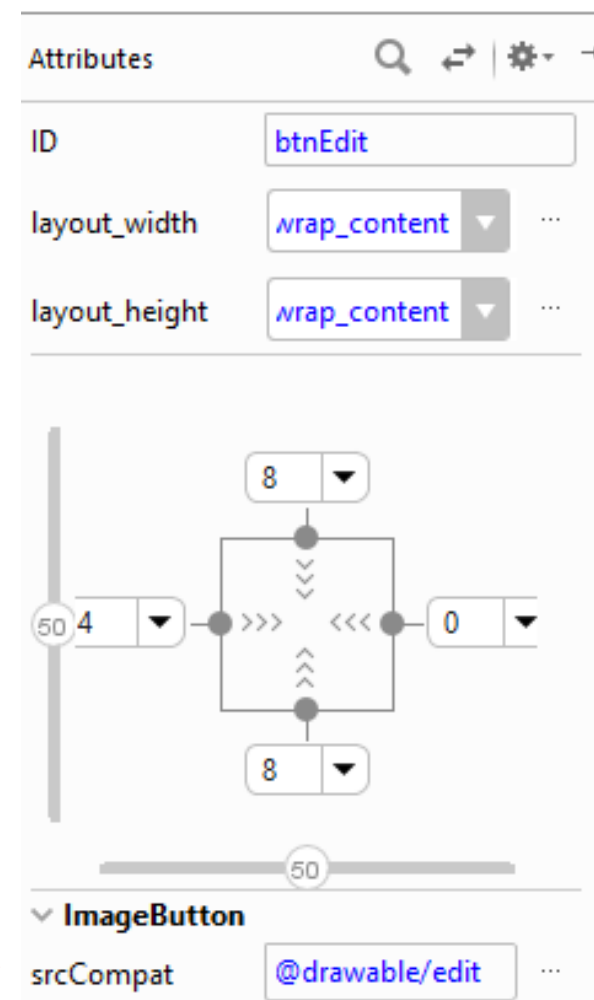 Attributes
ID btnEdit
layout_width wrap_content ...
layout_height wrap_content ...
8
50 4 0
8
50
ImageButton
srcCompat @drawable/edit ...